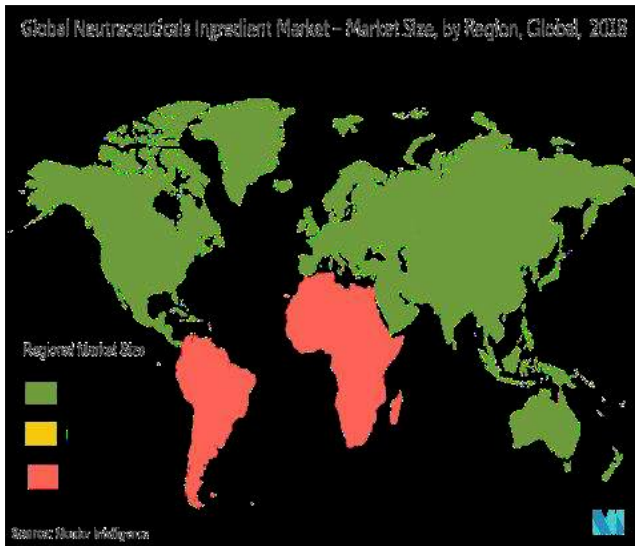 Global Neutraceuticals Ingredient Market – Market Size, by Region, Global, 2018
Regional Market Size
Source: Mordor Intelligence